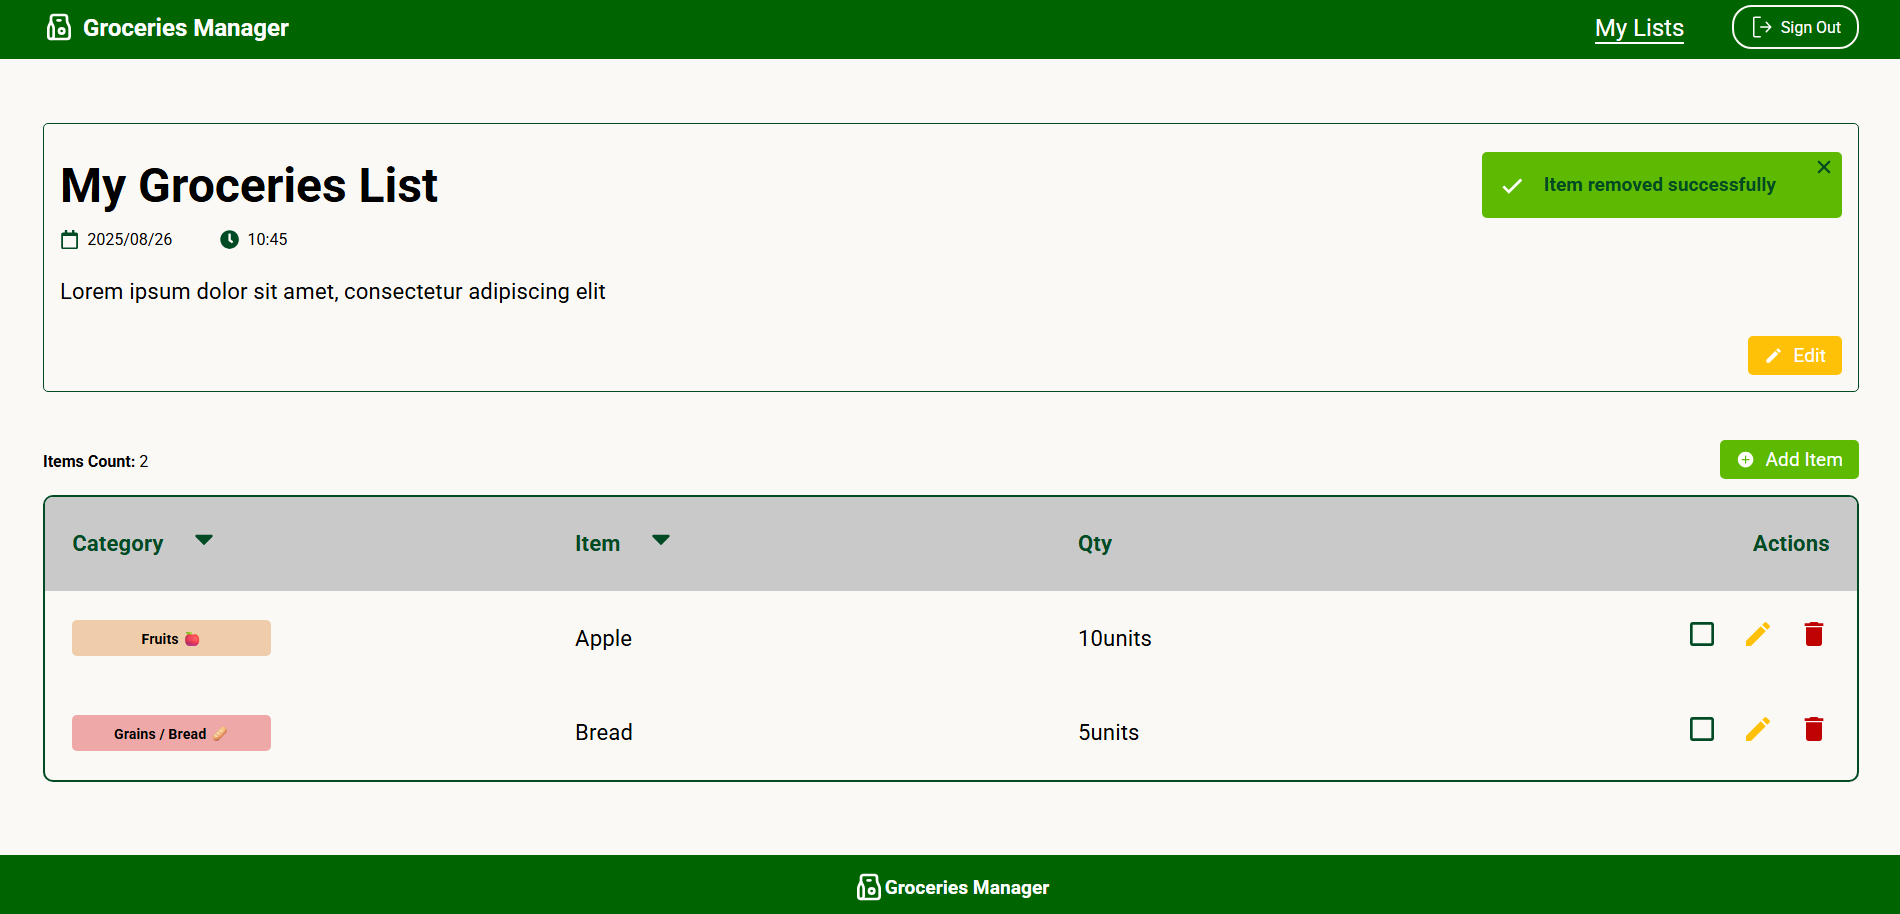 Groceries Manager
My Lists
Sign Out
My Groceries List
Item removed successfully
2025/08/26 10:45
Lorem ipsum dolor sit amet, consectetur adipiscing elit
Edit
Items Count: 2
Add Item
Category Item Qty Actions
Fruits Apple 10units
Grains / Bread Bread 5units
Groceries Manager